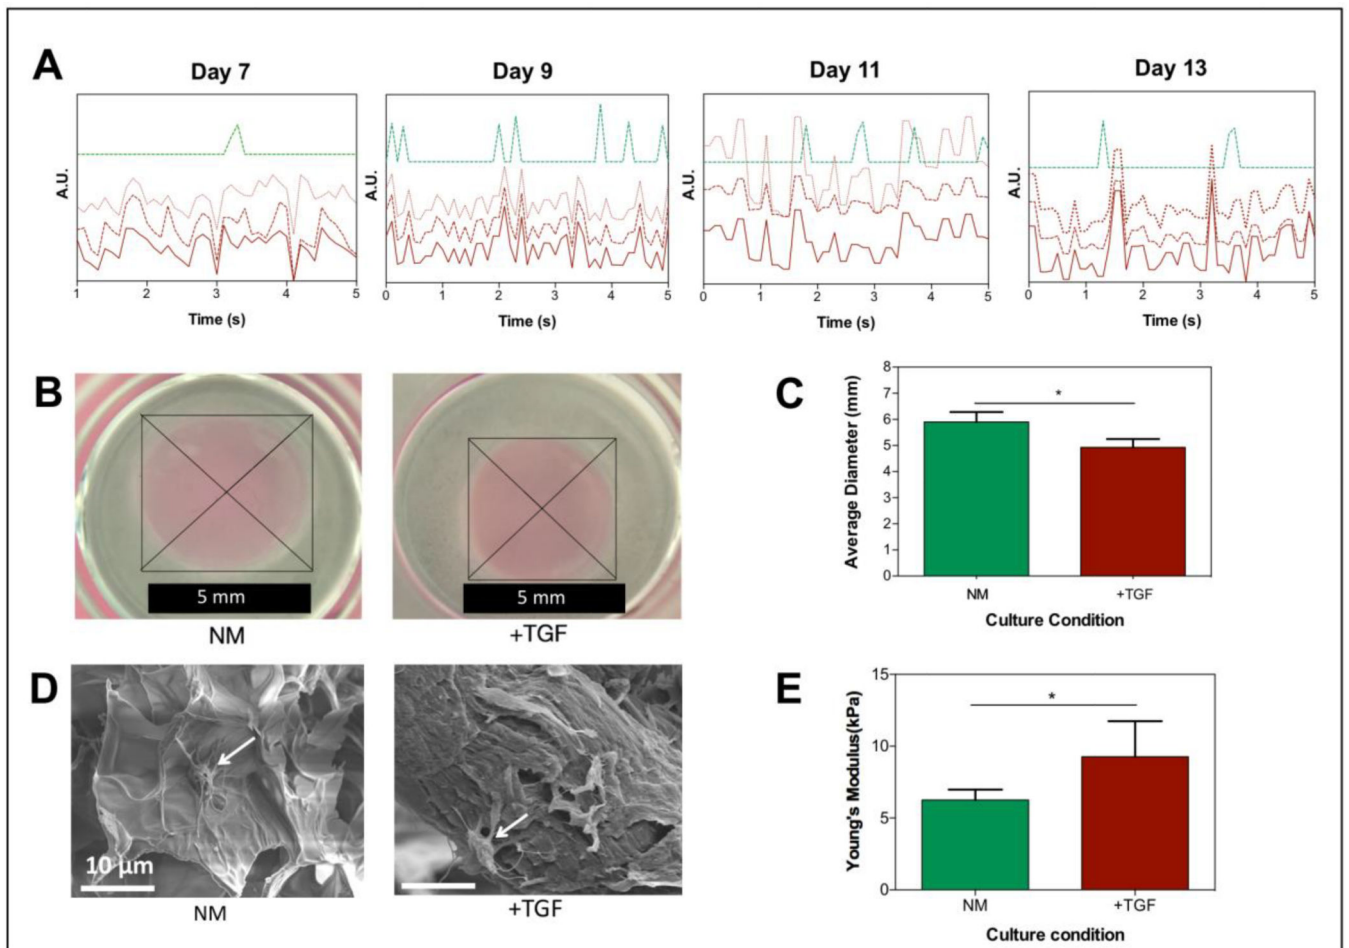 A
Day 7
Day 9
Day 11
Day 13
A.U.
A.U.
A.U.
A.U.
1 2 3 4 5
0 1 2 3 4 5
0 1 2 3 4 5
0 1 2 3 4 5
Time (s)
Time (s)
Time (s)
Time (s)
B
5 mm
5 mm
NM
+TGF
C
Average Diameter (mm)
8
7
6
5
4
3
2
1
0
*
NM
+TGF
Culture Condition
D
10 µm
NM
+TGF
E
Young's Modulus(kPa)
15
10
5
0
*
NM
+TGF
Culture condition